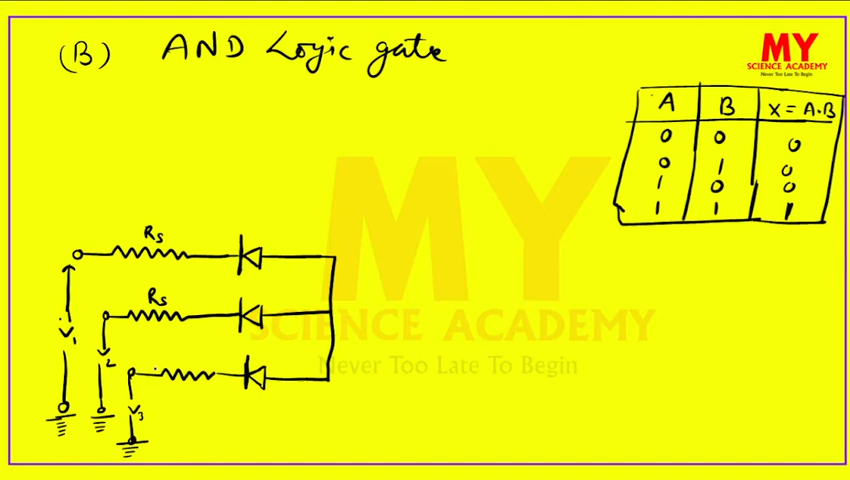 (B) AND Logic gate
MY
SCIENCE ACADEMY
Never Too Late To Begin
A B X = A.B
0 0 0
0 1 0
1 0 0
1 1 1
MY
SCIENCE ACADEMY
Never Too Late To Begin
Rs
Rs
V1
V2
V3